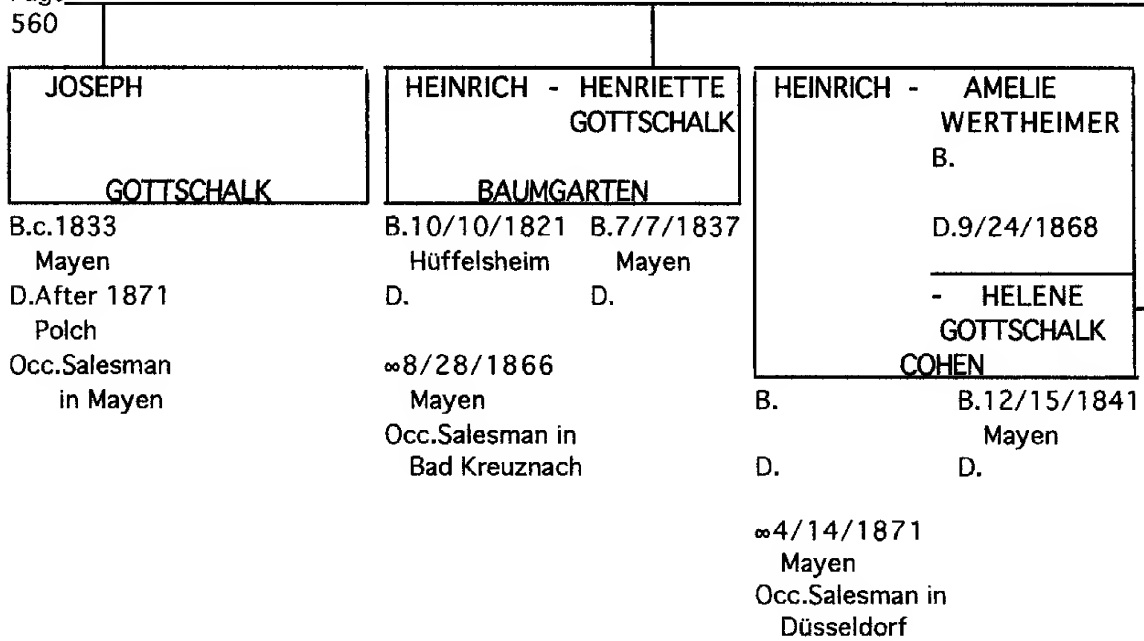 560
JOSEPH
GOTTSCHALK
B.c.1833
Mayen
D.After 1871
Polch
Occ.Salesman
in Mayen
HEINRICH - HENRIETTE
GOTTSCHALK
BAUMGARTEN
B.10/10/1821 B.7/7/1837
Hüffelsheim Mayen
D. D.
∞8/28/1866
Mayen
Occ.Salesman in
Bad Kreuznach
HEINRICH - AMELIE
WERTHEIMER
B.
D.9/24/1868
- HELENE
GOTTSCHALK
COHEN
B. B.12/15/1841
Mayen
D. D.
∞4/14/1871
Mayen
Occ.Salesman in
Düsseldorf